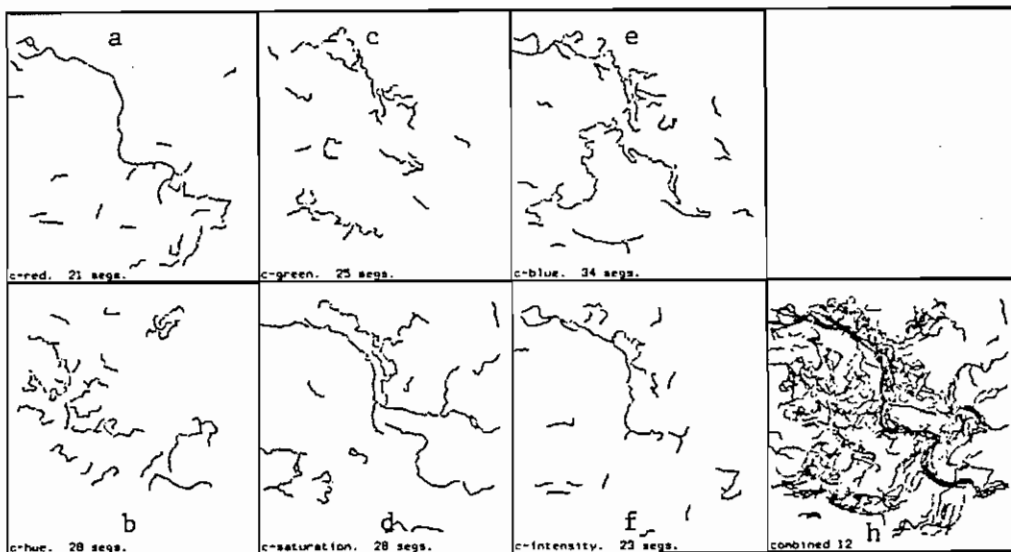 a
c
e
c-red. 21 segs.
c-green. 25 segs.
c-blue. 34 segs.
b
d
f
h
c-hue. 28 segs.
c-saturation. 28 segs.
c-intensity. 23 segs.
combined 12